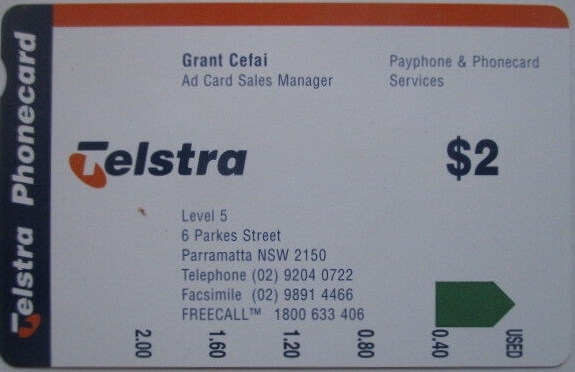 Telstra Phonecard
Grant Cefai
Ad Card Sales Manager
Payphone & Phonecard
Services
Telstra
$2
Level 5
6 Parkes Street
Parramatta NSW 2150
Telephone (02) 9204 0722
Facsimile (02) 9891 4466
FREECALL™ 1800 633 406
2.00
1.60
1.20
0.80
0.40
USED